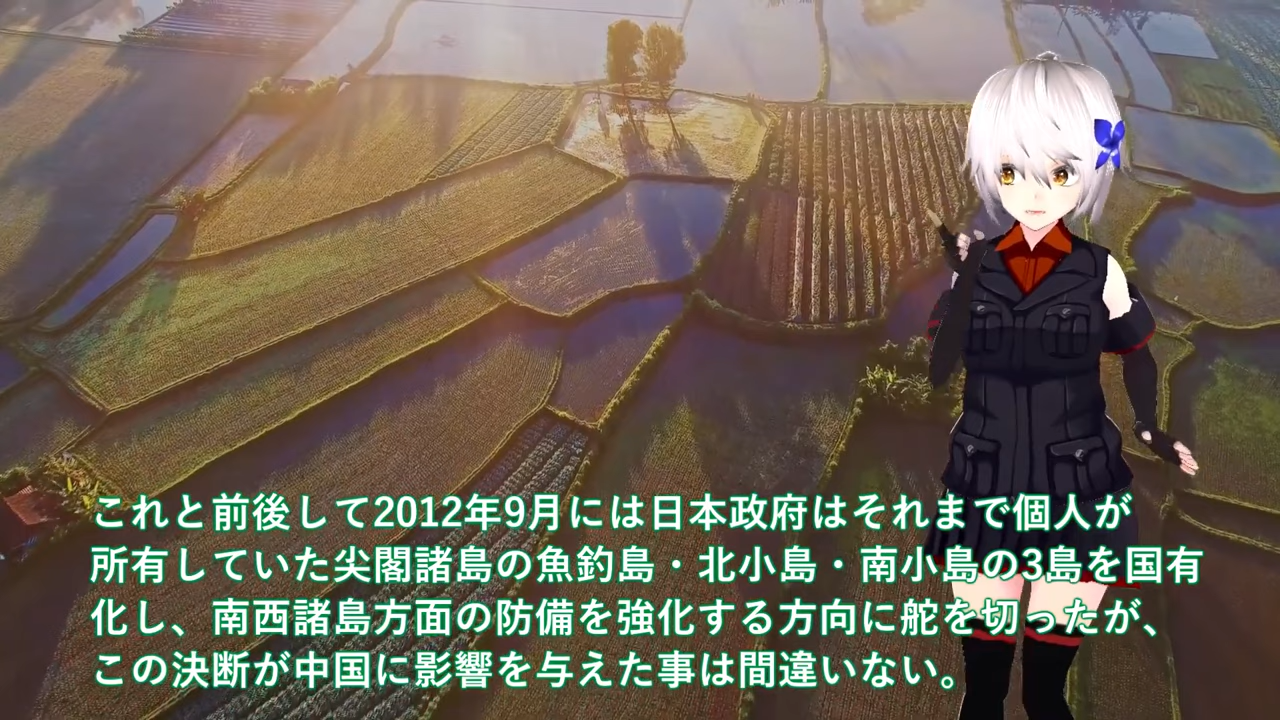 これと前後して2012年9月には日本政府はそれまで個人が
所有していた尖閣諸島の魚釣島・北小島・南小島の3島を国有
化し、南西諸島方面の防備を強化する方向に舵を切ったが、
この決断が中国に影響を与えた事は間違いない。